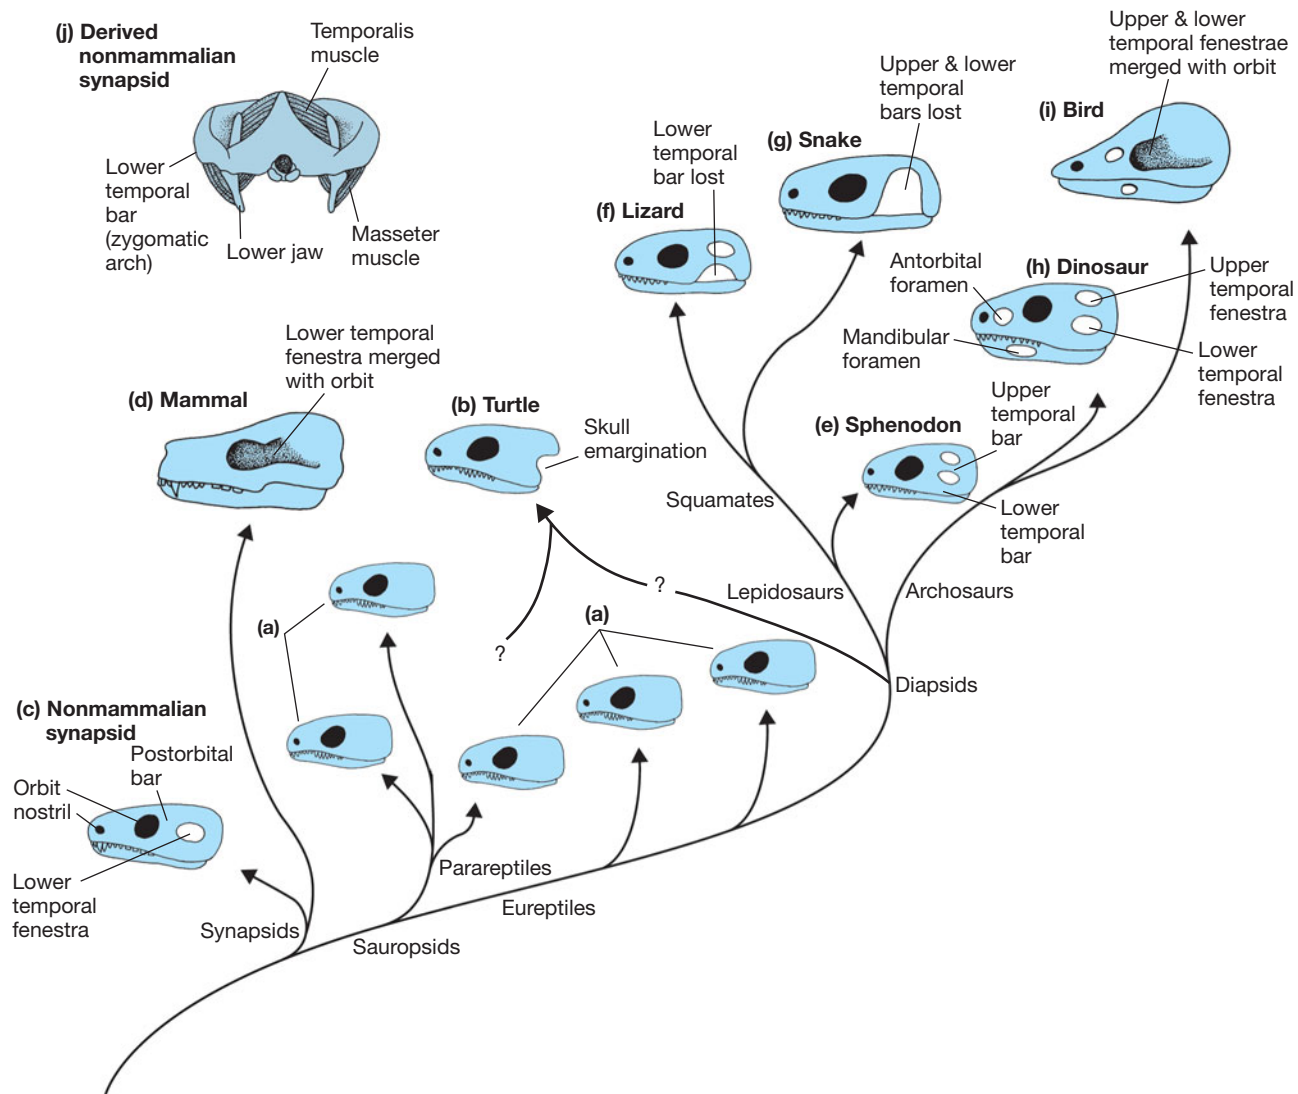 (j) Derived
nonmammalian
synapsid
Temporalis
muscle
Lower
temporal
bar
(zygomatic
arch)
Lower jaw
Masseter
muscle
Upper & lower
temporal fenestrae
merged with orbit
(i) Bird
Upper & lower
temporal
bars lost
(g) Snake
Lower
temporal
bar lost
(f) Lizard
Antorbital
foramen
(h) Dinosaur
Upper
temporal
fenestra
Mandibular
foramen
Lower
temporal
fenestra
Lower temporal
fenestra merged
with orbit
(d) Mammal
(b) Turtle
Skull
emargination
Upper
temporal
bar
(e) Sphenodon
Lower
temporal
bar
Squamates
Lepidosaurs
Archosaurs
?
?
(a)
(a)
Diapsids
(c) Nonmammalian
synapsid
Postorbital
bar
Orbit
nostril
Lower
temporal
fenestra
Parareptiles
Eureptiles
Synapsids
Sauropsids